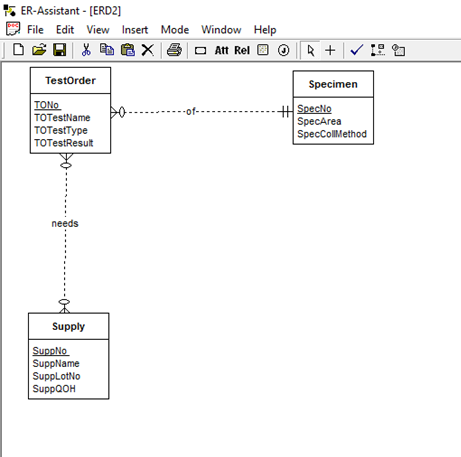 ER-Assistant - [ERD2]
File Edit View Insert Mode Window Help
Att Rel
TestOrder
TONo
TOTestName
TOTestType
TOTestResult
of
Specimen
SpecNo
SpecArea
SpecCollMethod
needs
Supply
SuppNo
SuppName
SuppLotNo
SuppQOH